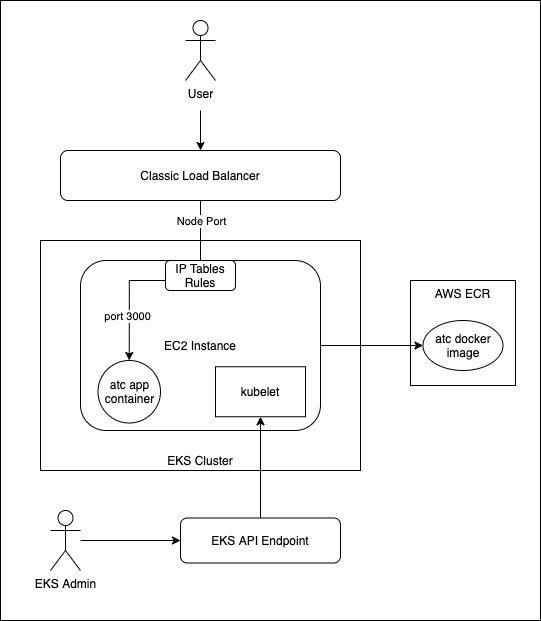 User
Classic Load Balancer
Node Port
IP Tables
Rules
port 3000
EC2 Instance
atc app
container
kubelet
EKS Cluster
AWS ECR
atc docker
image
EKS API Endpoint
EKS Admin